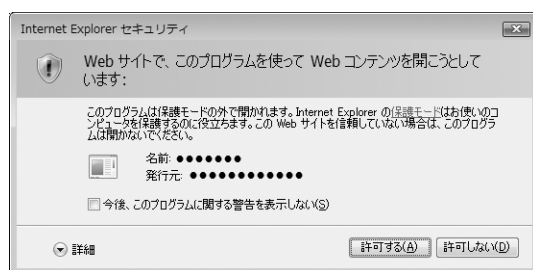 Internet Explorer セキュリティ
Web サイトで、このプログラムを使って Web コンテンツを開こうとして
います:
このプログラムは保護モードの外で開かれます。Internet Explorer の保護モードはお使いのコ
ンピュータを保護するのに役立ちます。この Web サイトを信頼していない場合は、このプログラ
ムは開かないでください。
名前: ●●●●●●●
発行元: ●●●●●●●●●●●●
今後、このプログラムに関する警告を表示しない(S)
詳細
許可する(A)
許可しない(D)